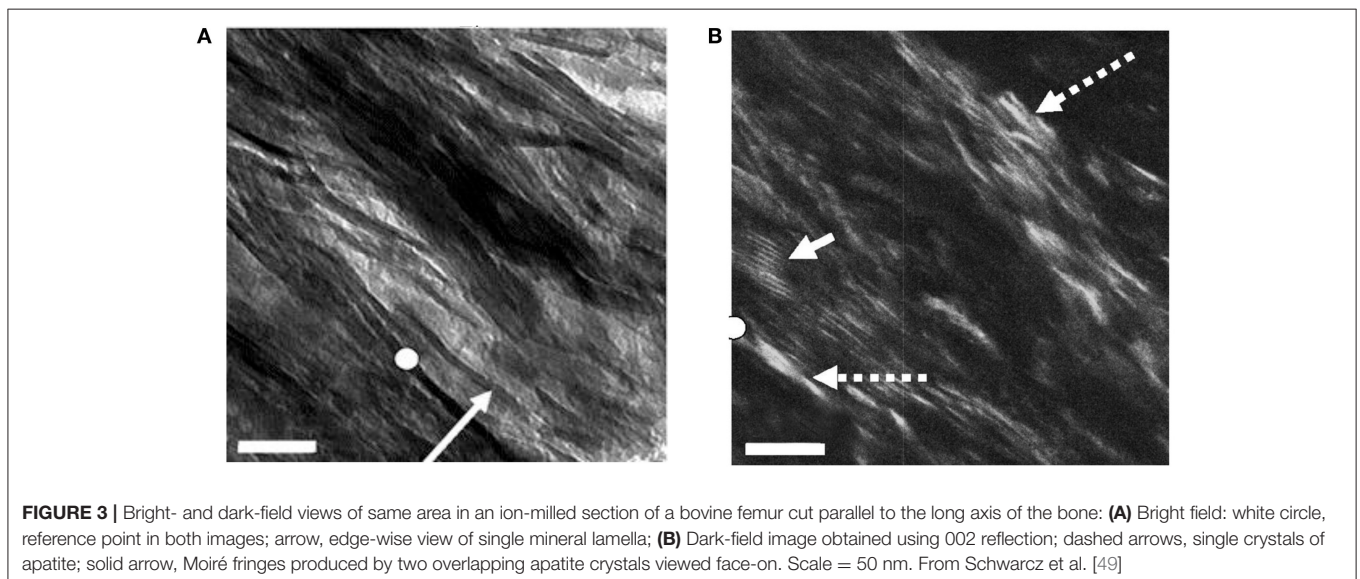 A
B
FIGURE 3 | Bright- and dark-field views of same area in an ion-milled section of a bovine femur cut parallel to the long axis of the bone: (A) Bright field: white circle,
reference point in both images; arrow, edge-wise view of single mineral lamella; (B) Dark-field image obtained using 002 reflection; dashed arrows, single crystals of
apatite; solid arrow, Moiré fringes produced by two overlapping apatite crystals viewed face-on. Scale = 50 nm. From Schwarcz et al. [49]